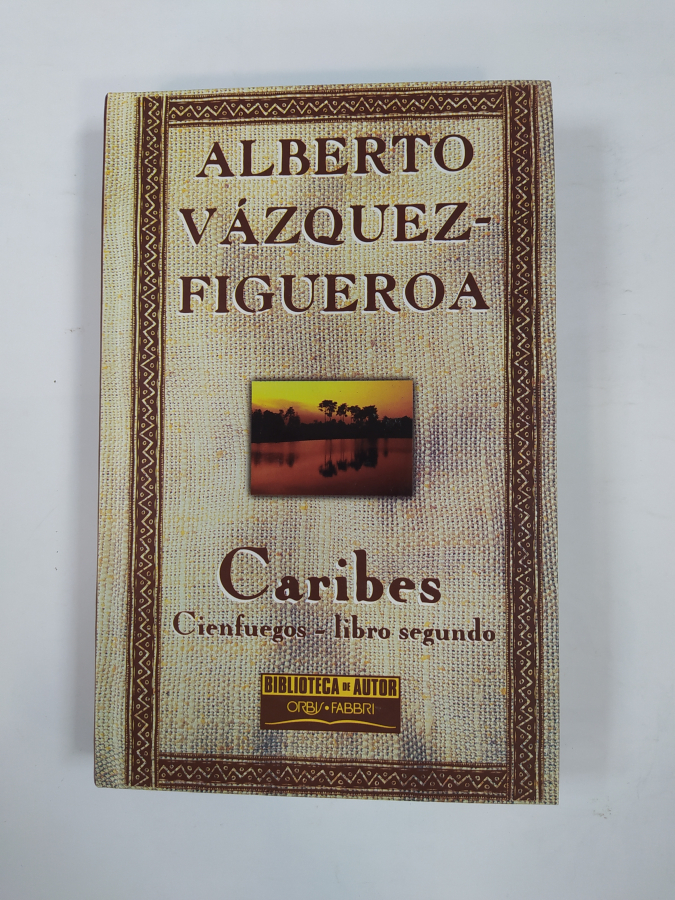 ALBERTO
VÁZQUEZ-
FIGUEROA
Caribes
Cienfuegos - libro segundo
BIBLIOTECA DE AUTOR
ORBIS • FABBRI